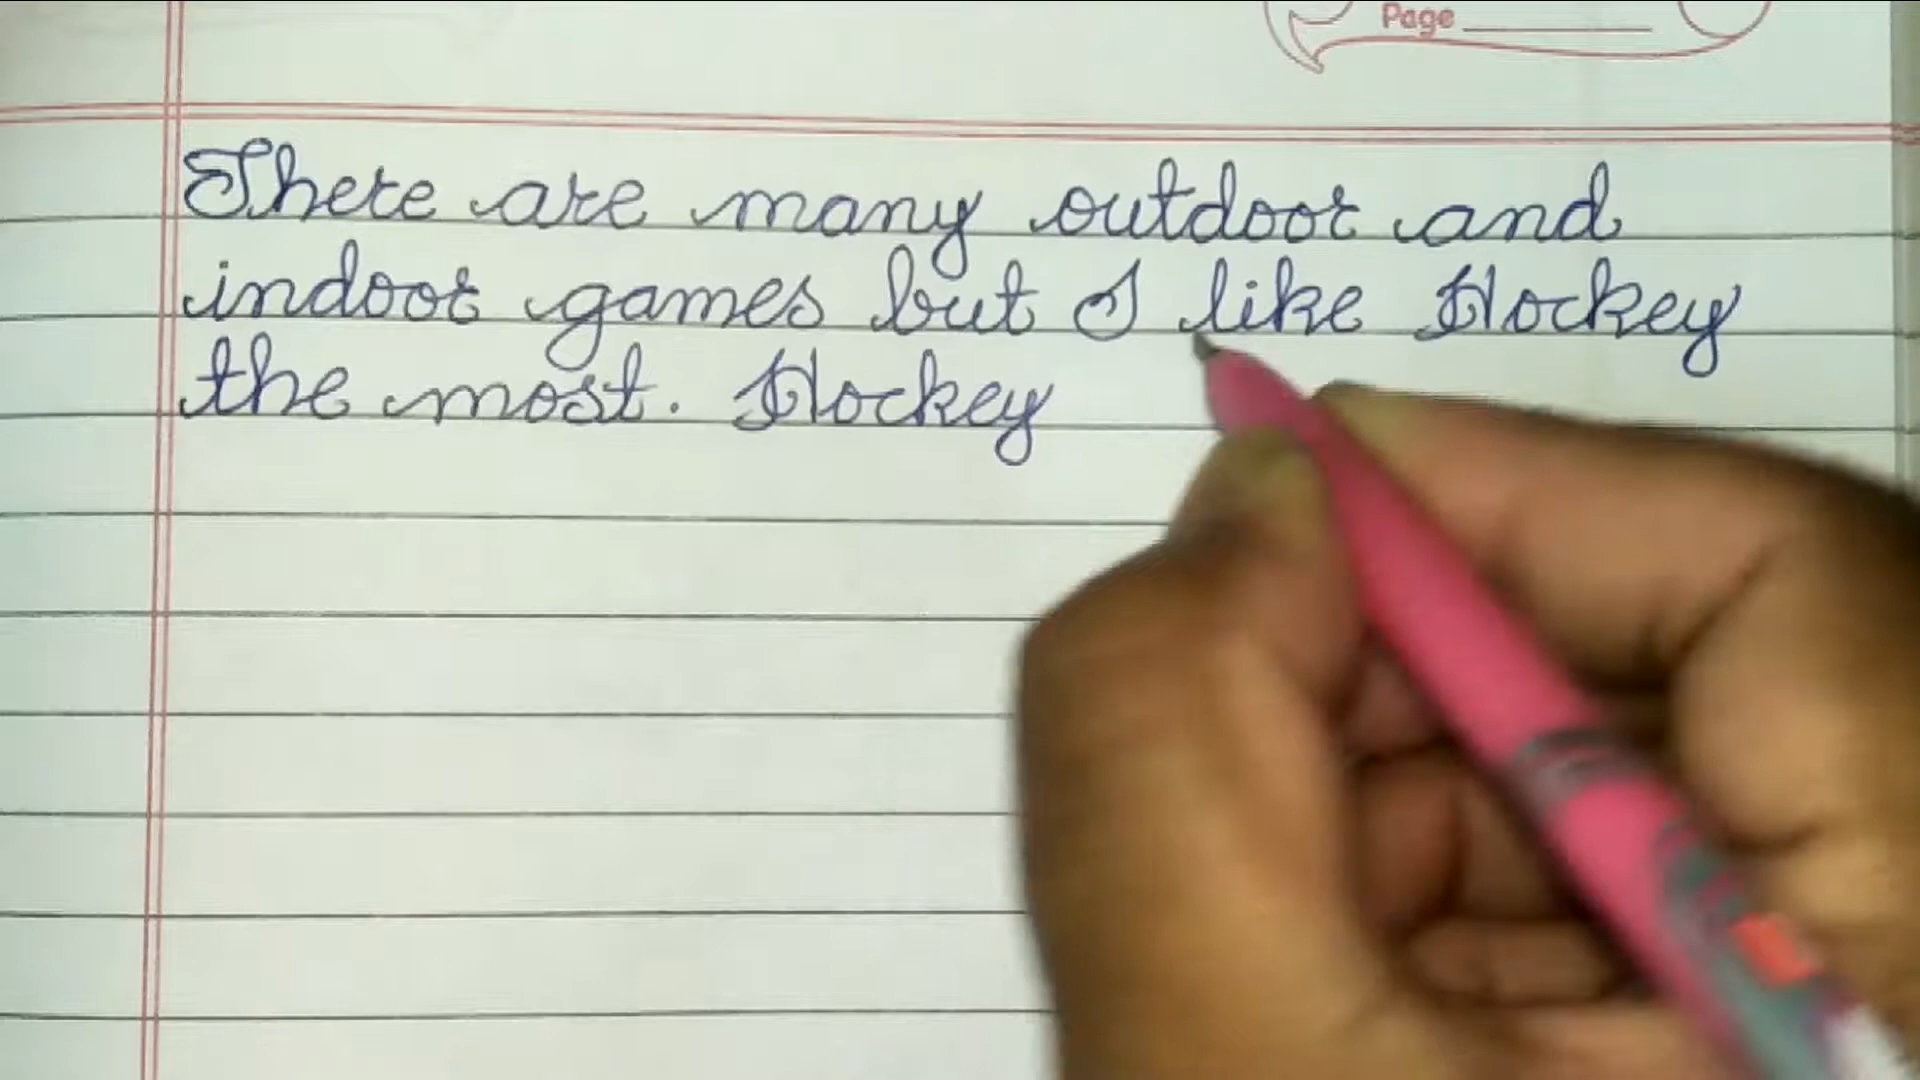 Page
There are many outdoor and
indoor games but I like Hockey
the most. Hockey